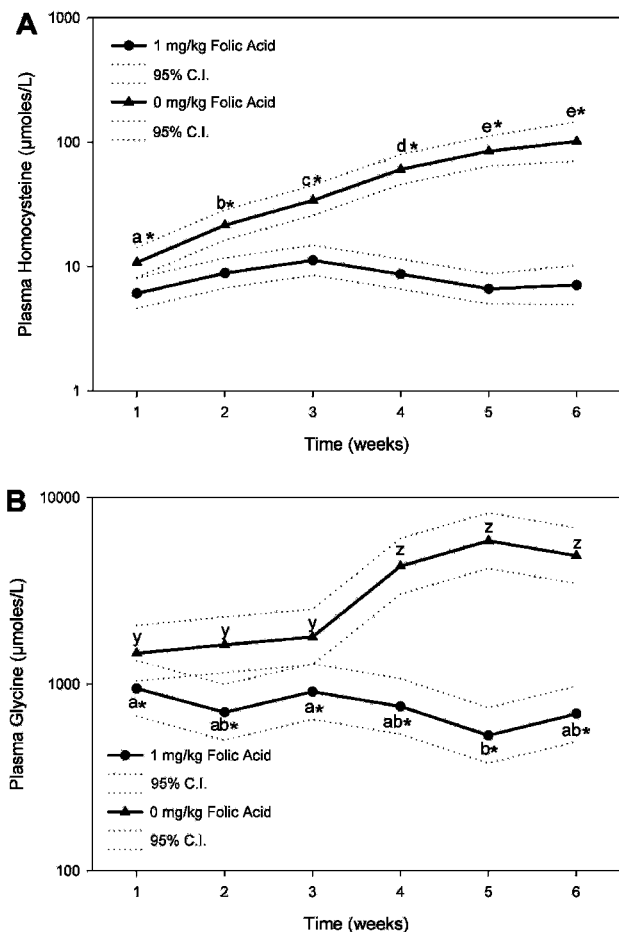 A
1000
100
10
1
Plasma Homocysteine (μmoles/L)
1 mg/kg Folic Acid
95% C.I.
0 mg/kg Folic Acid
95% C.I.
a* b* c* d* e* e*
1 2 3 4 5 6
Time (weeks)
B
10000
1000
100
Plasma Glycine (μmoles/L)
y y y z z z
a* ab* a* ab* b* ab*
1 mg/kg Folic Acid
95% C.I.
0 mg/kg Folic Acid
95% C.I.
1 2 3 4 5 6
Time (weeks)